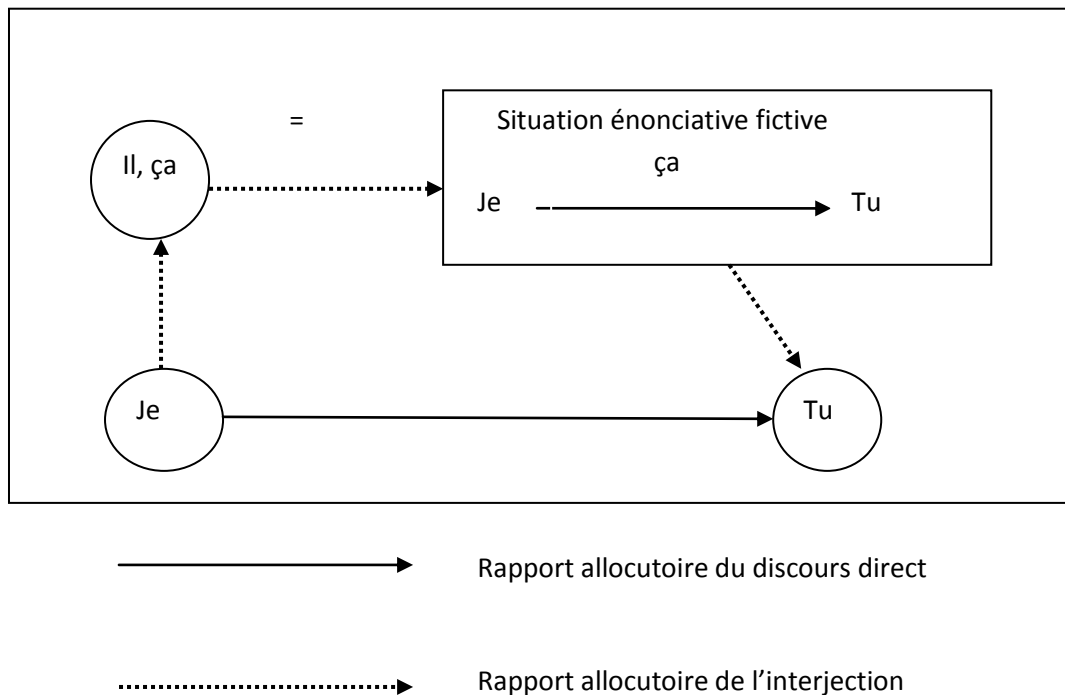 = Situation énonciative fictive
Il, ça
ça
Je Tu
Je Tu
Rapport allocutoire du discours direct
Rapport allocutoire de l’interjection